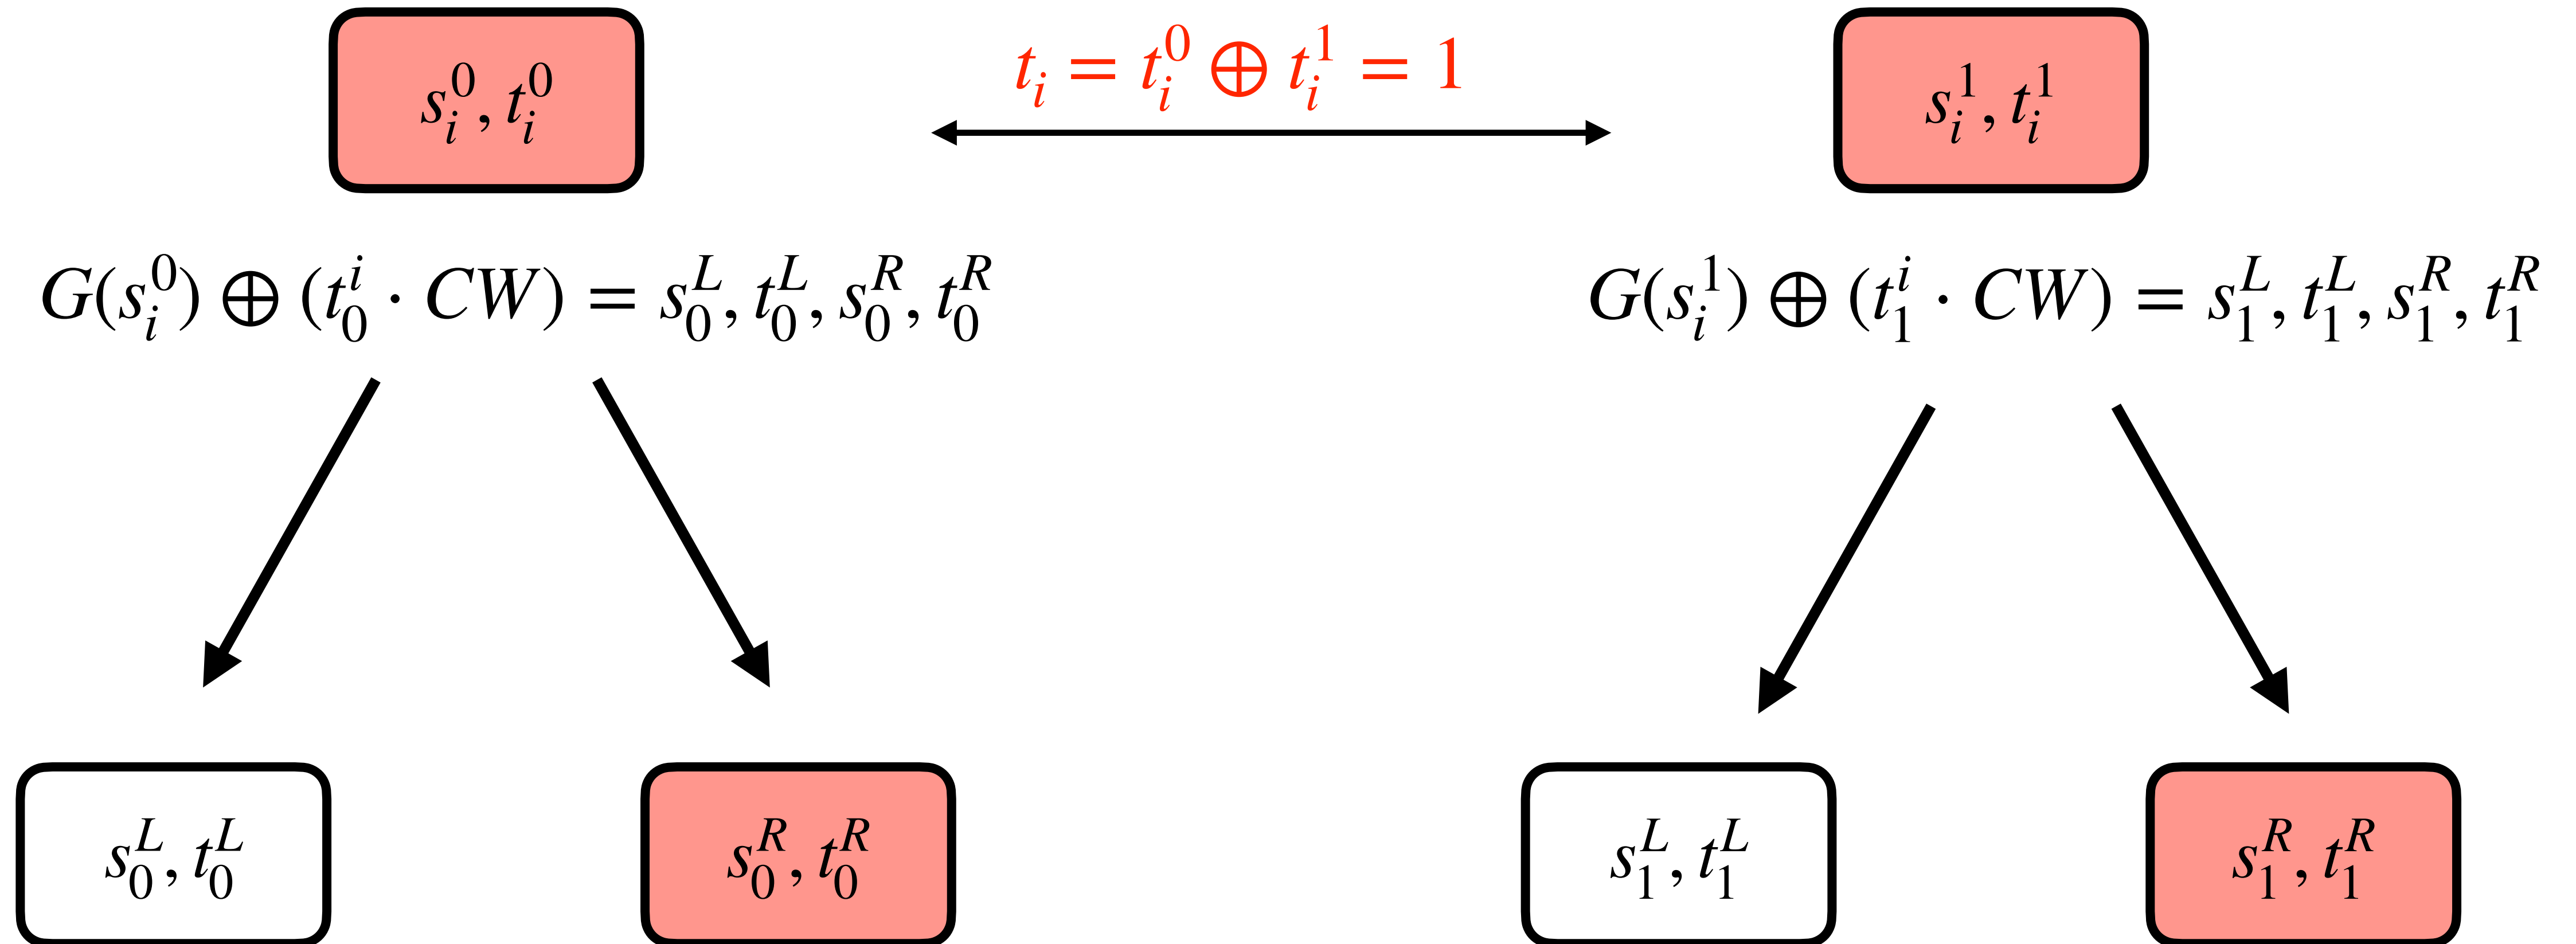 s_i^0, t_i^0
t_i = t_i^0 ⊕ t_i^1 = 1
s_i^1, t_i^1
G(s_i^0) ⊕ (t_0^i · CW) = s_0^L, t_0^L, s_0^R, t_0^R
G(s_i^1) ⊕ (t_1^i · CW) = s_1^L, t_1^L, s_1^R, t_1^R
s_0^L, t_0^L
s_0^R, t_0^R
s_1^L, t_1^L
s_1^R, t_1^R